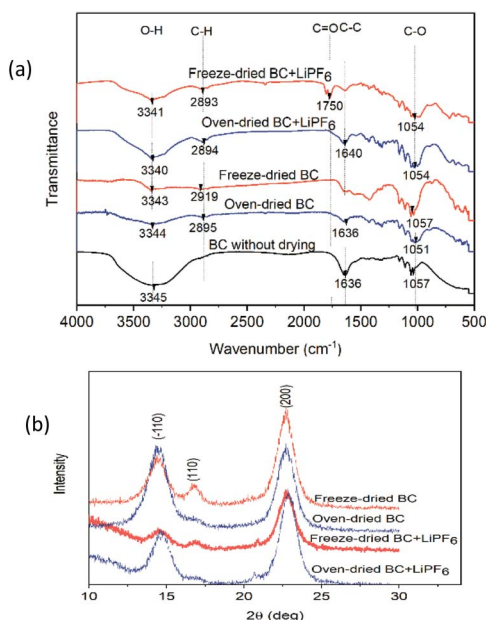 (a)
O-H C-H C=O C-C C-O
Freeze-dried BC+LiPF6
3341 2893 1750 1054
Oven-dried BC+LiPF6
3340 2894 1640 1054
Freeze-dried BC
3343 2919 1057
Oven-dried BC
3344 2895 1636 1051
BC without drying
3345 1636 1057
Transmittance
4000 3500 3000 2500 2000 1500 1000 500
Wavenumber (cm-1)
(b)
(-110) (110) (200)
Freeze-dried BC
Oven-dried BC
Freeze-dried BC+LiPF6
Oven-dried BC+LiPF6
Intensity
10 15 20 25 30
2θ (deg)